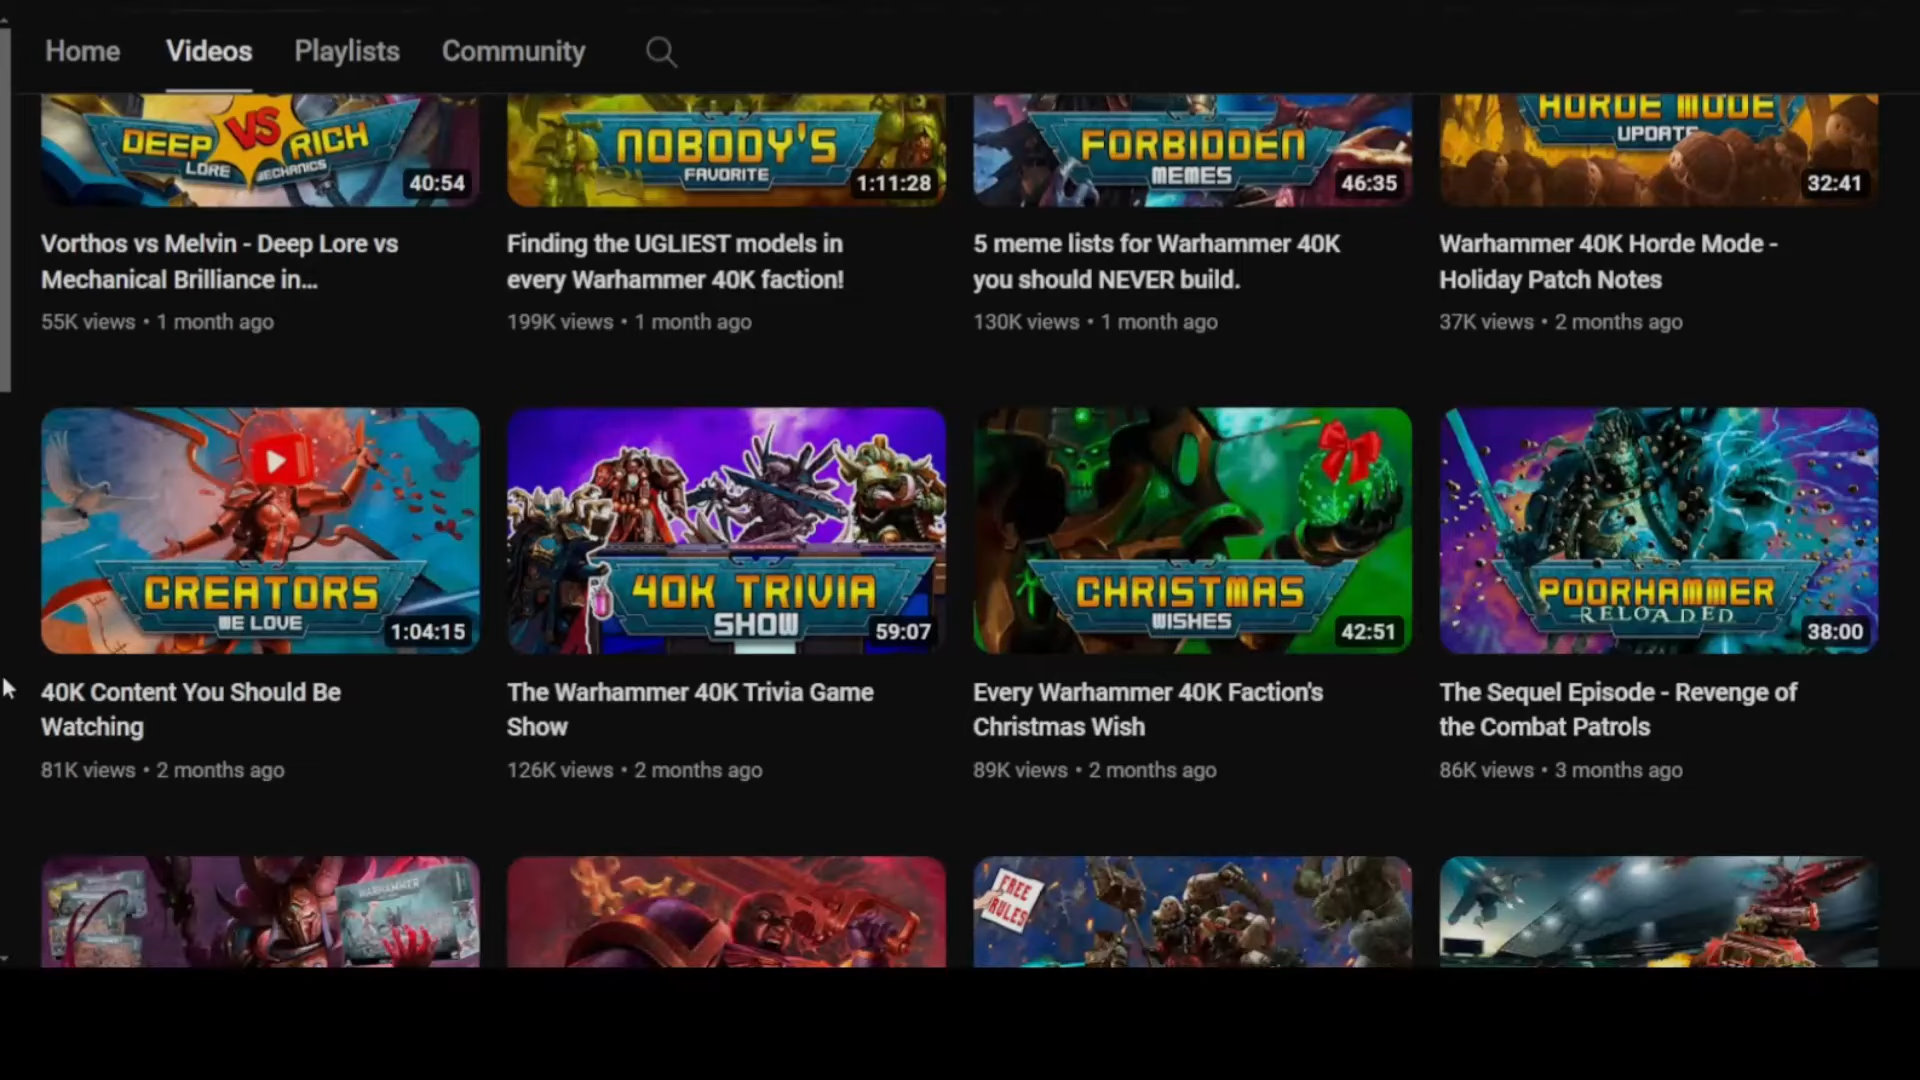 Home Videos Playlists Community
DEEP VS RICH
LORE MECHANICS
40:54
NOBODY'S
FAVORITE
1:11:28
FORBIDDEN
MEMES
46:35
HORDE MODE
UPDATE
32:41
Vorthos vs Melvin - Deep Lore vs
Mechanical Brilliance in...
55K views • 1 month ago
Finding the UGLIEST models in
every Warhammer 40K faction!
199K views • 1 month ago
5 meme lists for Warhammer 40K
you should NEVER build.
130K views • 1 month ago
Warhammer 40K Horde Mode -
Holiday Patch Notes
37K views • 2 months ago
CREATORS
WE LOVE
1:04:15
40K TRIVIA
SHOW
59:07
CHRISTMAS
WISHES
42:51
POORHAMMER
RELOADED
38:00
40K Content You Should Be
Watching
81K views • 2 months ago
The Warhammer 40K Trivia Game
Show
126K views • 2 months ago
Every Warhammer 40K Faction's
Christmas Wish
89K views • 2 months ago
The Sequel Episode - Revenge of
the Combat Patrols
86K views • 3 months ago
WARHAMMER
FREE
RULES